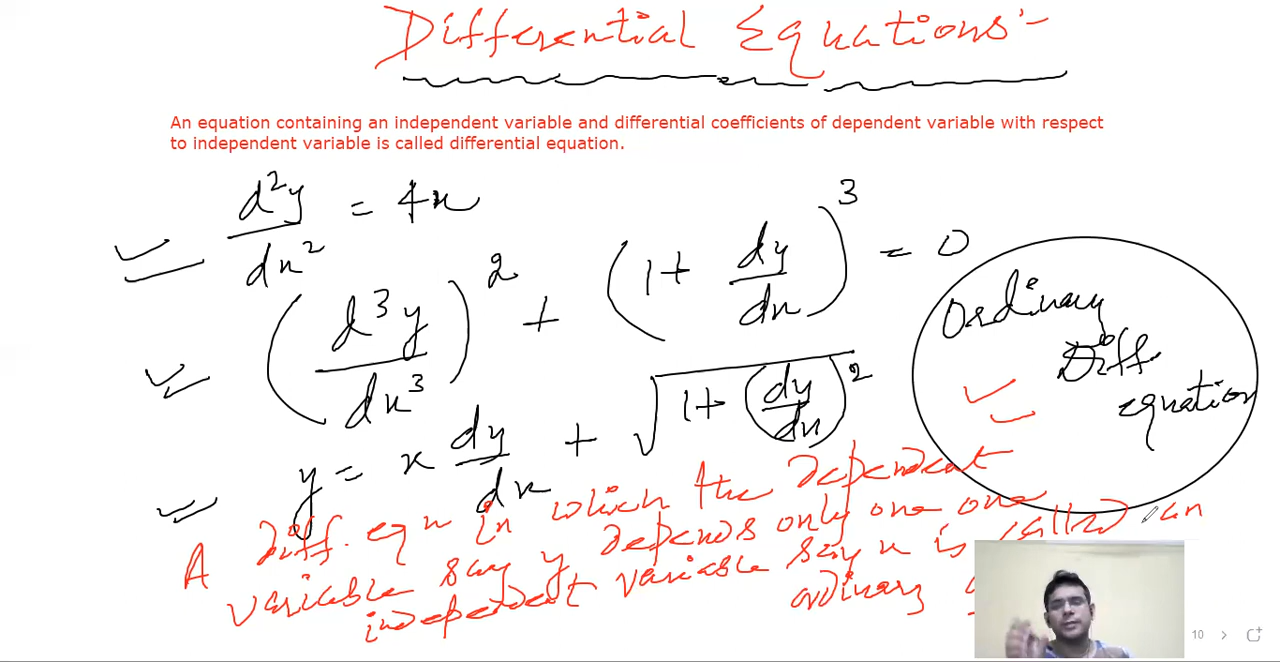 Differential Equations:-
An equation containing an independent variable and differential coefficients of dependent variable with respect
to independent variable is called differential equation.
d²y/dx² = 4x
(d³y/dx³)² + (1 + dy/dx)³ = 0
y = x dy/dx + √(1 + (dy/dx)²)
Ordinary
Diff
equation
A diff. eqn in which the dependent
variable say y depends only one one
independent variable say x is called an
ordinary
10